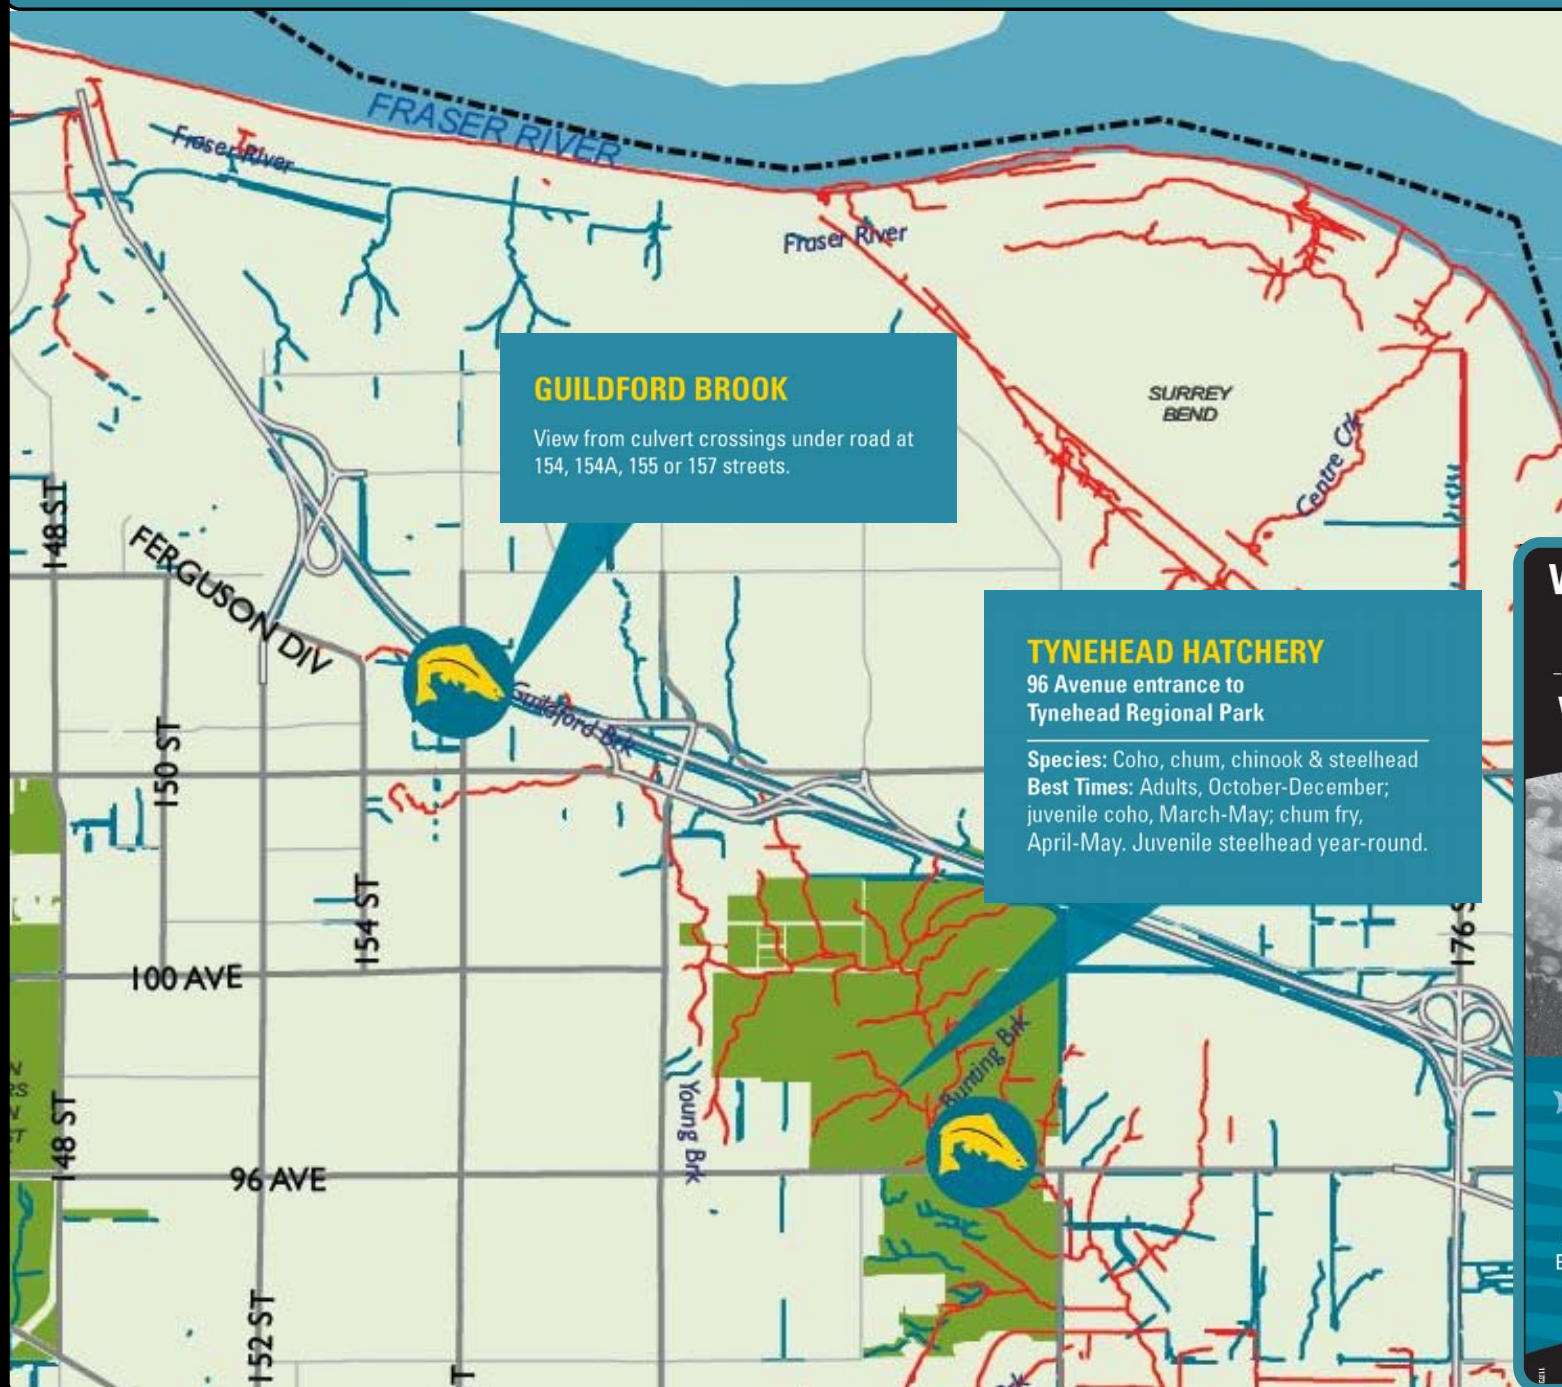 FRASER RIVER
Fraser River
Fraser River
GUILDFORD BROOK
View from culvert crossings under road at
154, 154A, 155 or 157 streets.
SURREY
BEND
Centre Crk
148 ST
FERGUSON DIV
TYNEHEAD HATCHERY
96 Avenue entrance to
Tynehead Regional Park
Species: Coho, chum, chinook & steelhead
Best Times: Adults, October-December;
juvenile coho, March-May; chum fry,
April-May. Juvenile steelhead year-round.
Guildford Brk
150 ST
154 ST
176 S
100 AVE
Bunting Brk
Young Brk
148 ST
96 AVE
152 ST
T